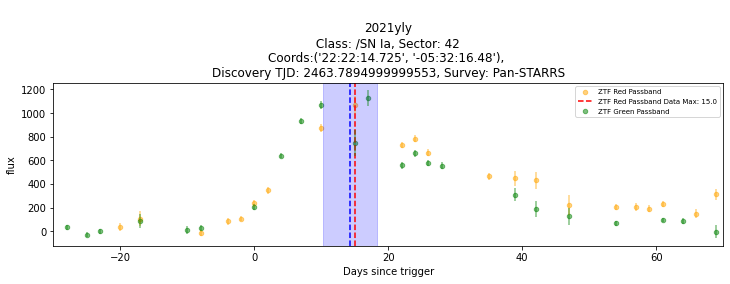 2021yly
Class: /SN Ia, Sector: 42
Coords:('22:22:14.725', '-05:32:16.48'),
Discovery TJD: 2463.7894999999553, Survey: Pan-STARRS
ZTF Red Passband
ZTF Red Passband Data Max: 15.0
ZTF Green Passband
1200
1000
800
600
400
200
0
flux
−20
0
20
40
60
Days since trigger